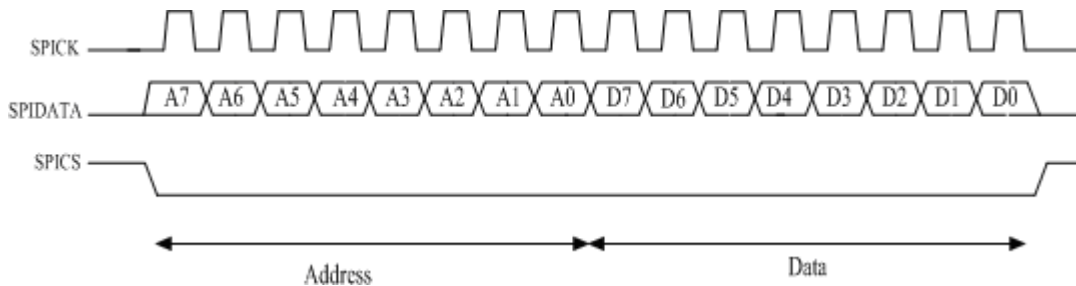 SPICK
SPIDATA A7 A6 A5 A4 A3 A2 A1 A0 D7 D6 D5 D4 D3 D2 D1 D0
SPICS
Address Data